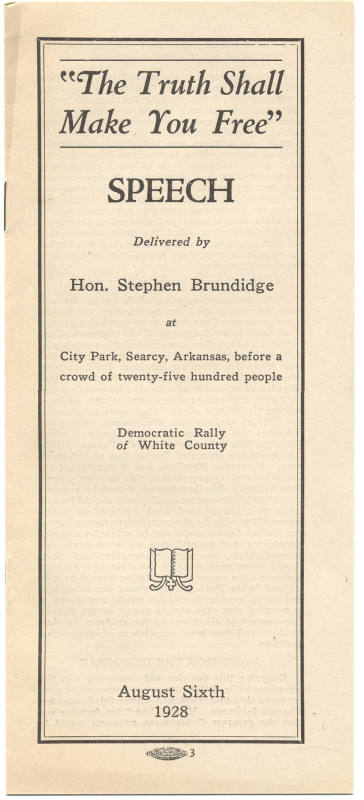 "The Truth Shall
Make You Free"
SPEECH
Delivered by
Hon. Stephen Brundidge
at
City Park, Searcy, Arkansas, before a
crowd of twenty-five hundred people
Democratic Rally
of White County
August Sixth
1928
3